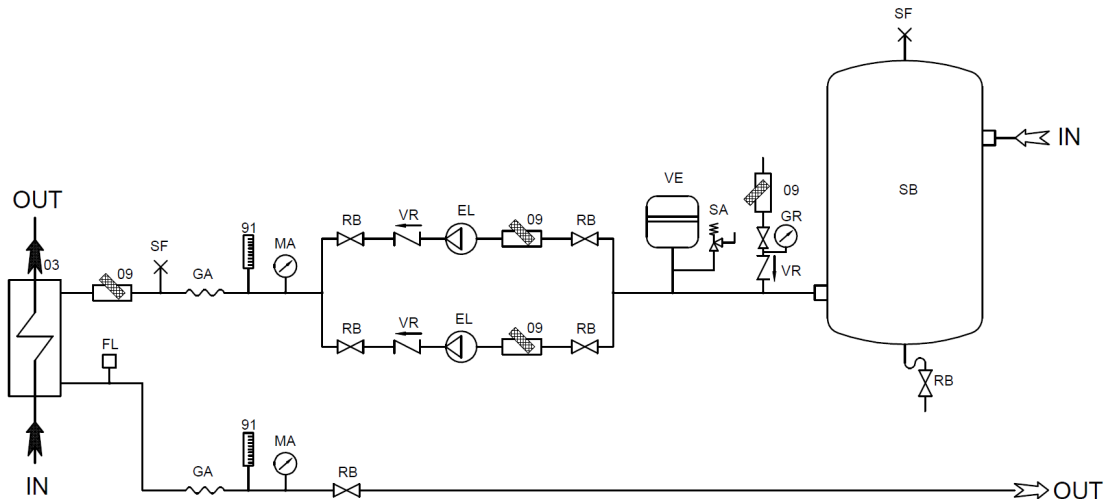 SF
IN
VE
09
SB
SA
GR
OUT
RB
VR
EL
09
RB
91
MA
SF
03
09
GA
VR
RB
VR
EL
09
RB
FL
RB
91
MA
GA
RB
IN
OUT